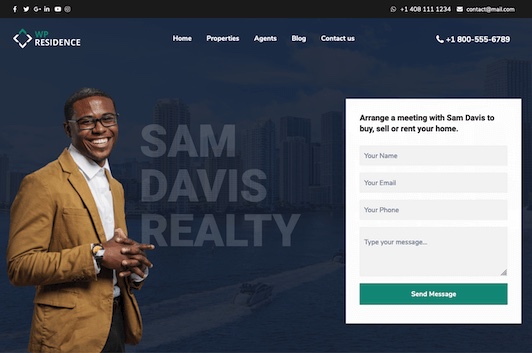 +1 408 111 1234
contact@mail.com
WP
RESIDENCE
Home Properties Agents Blog Contact us
+1 800-555-6789
SAM
DAVIS
REALTY
Arrange a meeting with Sam Davis to
buy, sell or rent your home.
Your Name
Your Email
Your Phone
Type your message...
Send Message